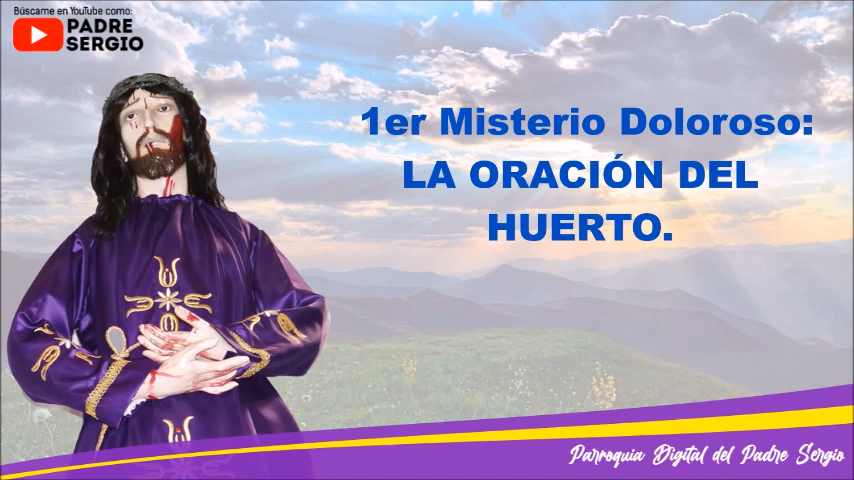 Búscame en YouTube como:
PADRE
SERGIO
1er Misterio Doloroso:
LA ORACIÓN DEL
HUERTO.
Parroquia Digital del Padre Sergio